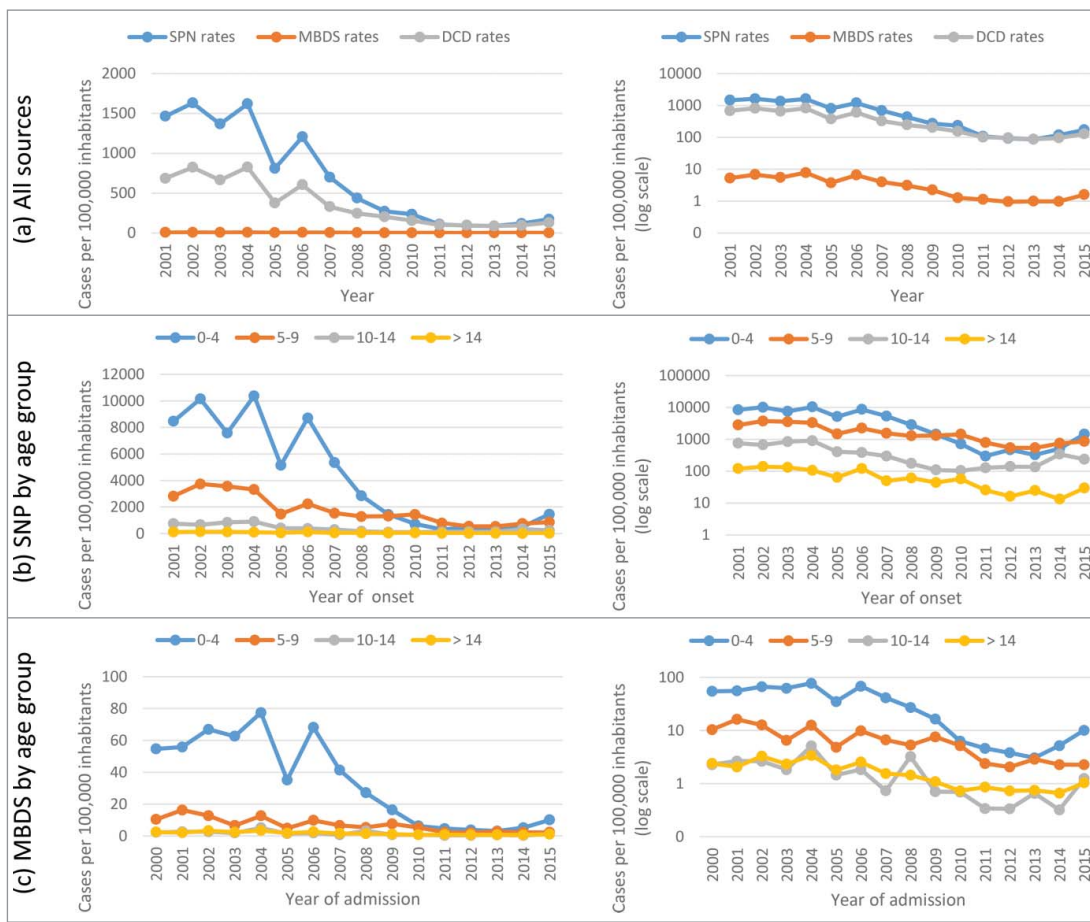 (a) All sources
SPN rates MBDS rates DCD rates
Cases per 100,000 inhabitants
2000
1500
1000
500
0
2001 2002 2003 2004 2005 2006 2007 2008 2009 2010 2011 2012 2013 2014 2015
Year
SPN rates MBDS rates DCD rates
Cases per 100,000 inhabitants
(log scale)
10000
1000
100
10
1
0
2001 2002 2003 2004 2005 2006 2007 2008 2009 2010 2011 2012 2013 2014 2015
Year
(b) SNP by age group
0-4 5-9 10-14 > 14
Cases per 100,000 inhabitants
12000
10000
8000
6000
4000
2000
0
2001 2002 2003 2004 2005 2006 2007 2008 2009 2010 2011 2012 2013 2014 2015
Year of onset
0-4 5-9 10-14 > 14
Cases per 100,000 inhabitants
(log scale)
100000
10000
1000
100
10
1
2001 2002 2003 2004 2005 2006 2007 2008 2009 2010 2011 2012 2013 2014 2015
Year of onset
(c) MBDS by age group
0-4 5-9 10-14 > 14
Cases per 100,000 inhabitants
100
80
60
40
20
0
2000 2001 2002 2003 2004 2005 2006 2007 2008 2009 2010 2011 2012 2013 2014 2015
Year of admission
0-4 5-9 10-14 > 14
Cases per 100,000 inhabitants
(log scale)
100
10
1
0
2000 2001 2002 2003 2004 2005 2006 2007 2008 2009 2010 2011 2012 2013 2014 2015
Year of admission